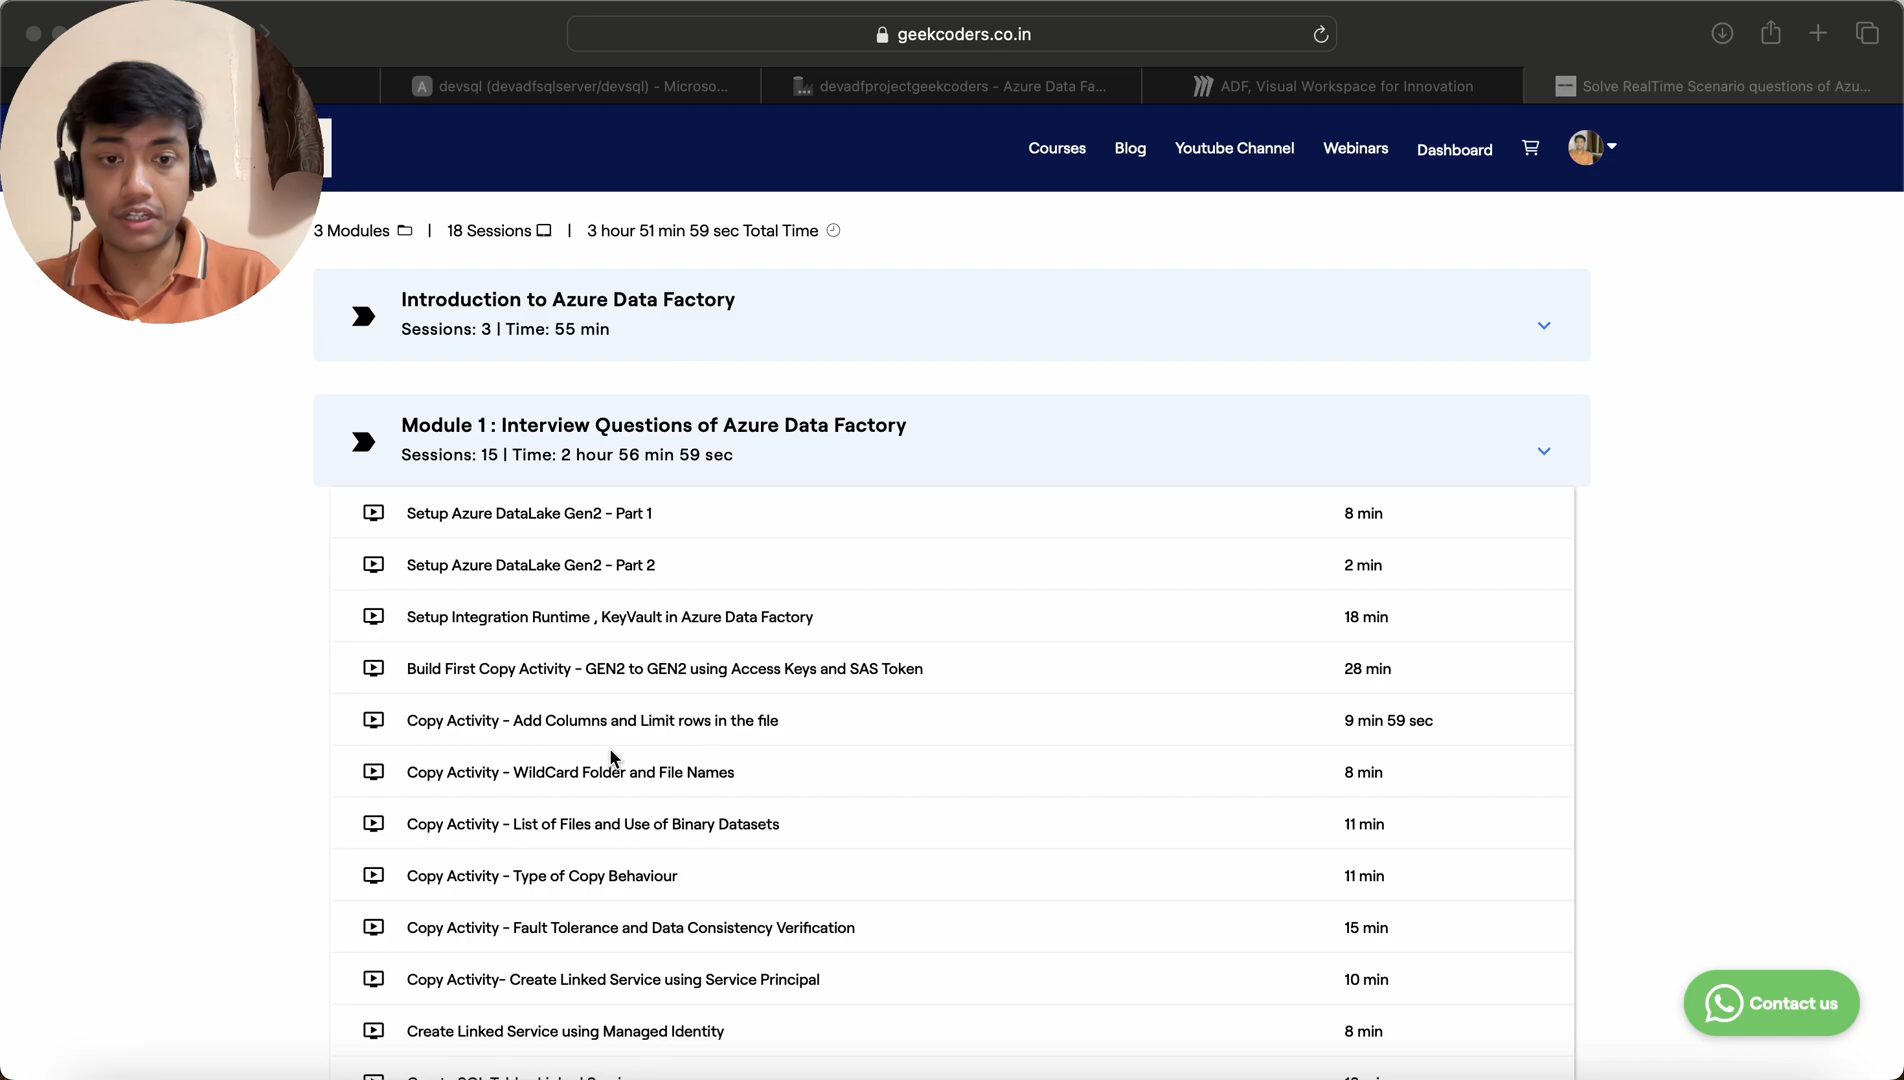 geekcoders.co.in
devsql (devadfsqlserver/devsql) - Microso...
devadfprojectgeekcoders - Azure Data Fa...
ADF, Visual Workspace for Innovation
Solve RealTime Scenario questions of Azu...
Courses
Blog
Youtube Channel
Webinars
Dashboard
3 Modules | 18 Sessions | 3 hour 51 min 59 sec Total Time
Introduction to Azure Data Factory
Sessions: 3 | Time: 55 min
Module 1 : Interview Questions of Azure Data Factory
Sessions: 15 | Time: 2 hour 56 min 59 sec
Setup Azure DataLake Gen2 - Part 1 8 min
Setup Azure DataLake Gen2 - Part 2 2 min
Setup Integration Runtime , KeyVault in Azure Data Factory 18 min
Build First Copy Activity - GEN2 to GEN2 using Access Keys and SAS Token 28 min
Copy Activity - Add Columns and Limit rows in the file 9 min 59 sec
Copy Activity - WildCard Folder and File Names 8 min
Copy Activity - List of Files and Use of Binary Datasets 11 min
Copy Activity - Type of Copy Behaviour 11 min
Copy Activity - Fault Tolerance and Data Consistency Verification 15 min
Copy Activity- Create Linked Service using Service Principal 10 min
Create Linked Service using Managed Identity 8 min
Contact us